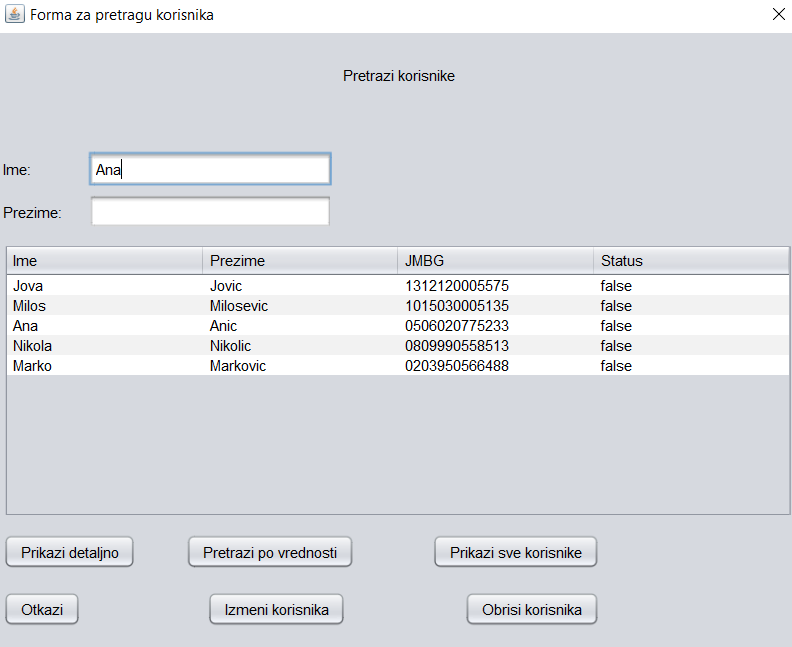 Forma za pretragu korisnika
Pretrazi korisnike
Ime: Ana
Prezime:
Ime Prezime JMBG Status
Jova Jovic 1312120005575 false
Milos Milosevic 1015030005135 false
Ana Anic 0506020775233 false
Nikola Nikolic 0809990558513 false
Marko Markovic 0203950566488 false
Prikazi detaljno Pretrazi po vrednosti Prikazi sve korisnike
Otkazi Izmeni korisnika Obrisi korisnika